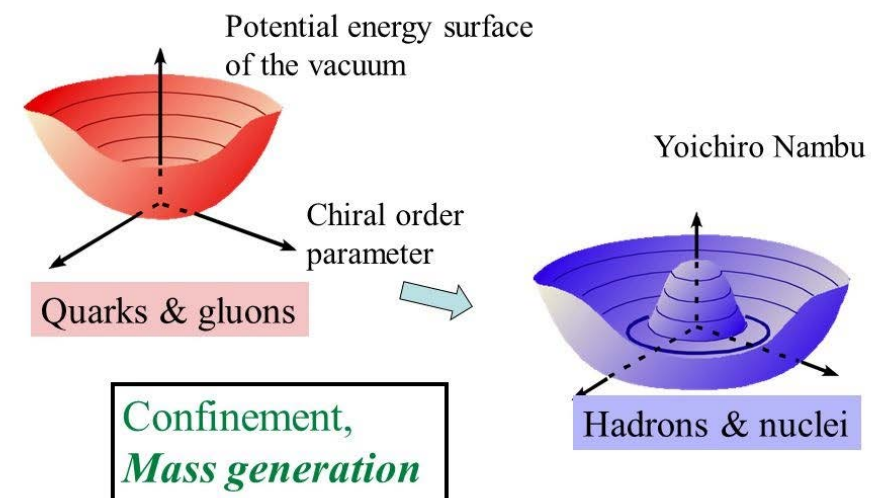 Potential energy surface
of the vacuum
Yoichiro Nambu
Chiral order
parameter
Quarks & gluons
Hadrons & nuclei
Confinement,
Mass generation